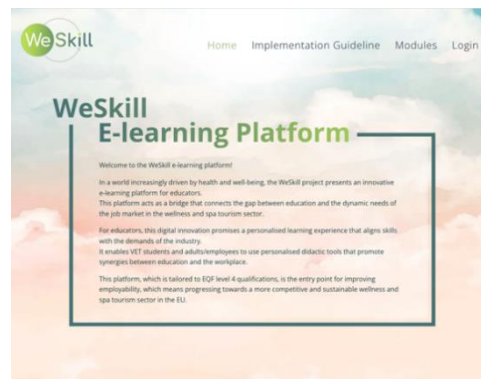 WeSkill
Home Implementation Guideline Modules Login
WeSkill
E-learning Platform
Welcome to the WeSkill e-learning platform!
In a world increasingly driven by health and well-being, the WeSkill project presents an innovative
e-learning platform for educators.
This platform acts as a bridge that connects the gap between education and the dynamic needs of
the job market in the wellness and spa tourism sector.
For educators, this digital innovation promises a personalised learning experience that aligns skills
with the demands of the industry.
It enables VET students and adults/employees to use personalised didactic tools that promote
synergies between education and the workplace.
This platform, which is tailored to EQF level 4 qualifications, is the entry point for improving
employability, which means progressing towards a more competitive and sustainable wellness and
spa tourism sector in the EU.